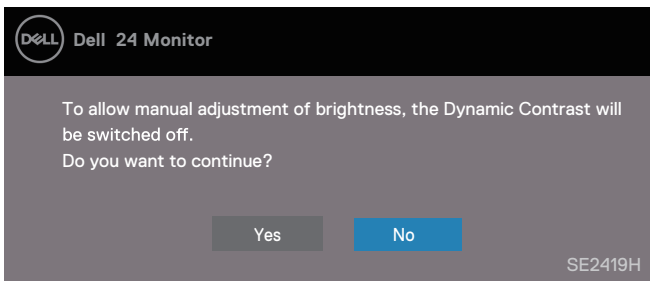 DELL Dell 24 Monitor
To allow manual adjustment of brightness, the Dynamic Contrast will
be switched off.
Do you want to continue?
Yes No
SE2419H